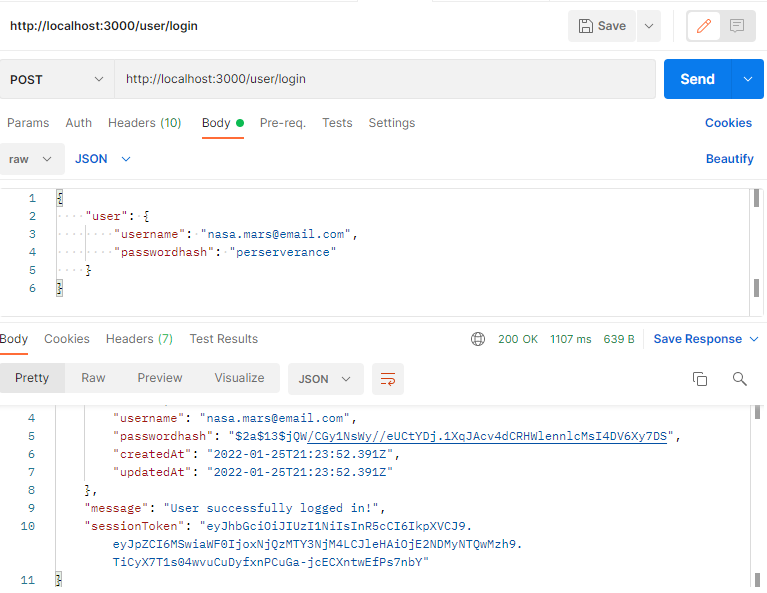 http://localhost:3000/user/login
Save
POST
http://localhost:3000/user/login
Send
Params Auth Headers (10) Body Pre-req. Tests Settings Cookies
raw JSON Beautify
1 {
2 "user": {
3 "username": "nasa.mars@email.com",
4 "passwordhash": "perserverance"
5 }
6 }
Body Cookies Headers (7) Test Results 200 OK 1107 ms 639 B Save Response
Pretty Raw Preview Visualize JSON
4 "username": "nasa.mars@email.com",
5 "passwordhash": "$2a$13$jQW/CGy1NsWy//eUCtYDj.1XqJAcv4dCRHWlennlcMsI4DV6Xy7DS",
6 "createdAt": "2022-01-25T21:23:52.391Z",
7 "updatedAt": "2022-01-25T21:23:52.391Z"
8 },
9 "message": "User successfully logged in!",
10 "sessionToken": "eyJhbGciOiJIUzI1NiIsInR5cCI6IkpXVCJ9.
eyJpZCI6MSwiaWF0IjoxNjQzMTY3NjM4LCJleHAiOjE2NDMyNTQwMzh9.
TiCyX7T1s04wvuCuDyfxnPCuGa-jcECXntwEfPs7nbY"
11 }